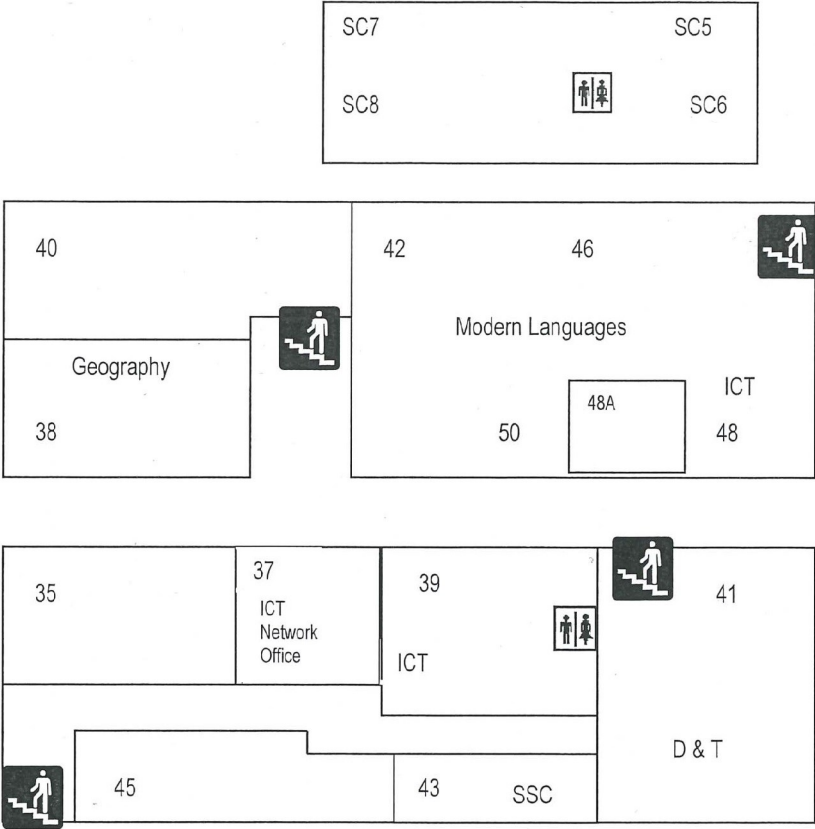 SC7
SC5
SC8
SC6
40
42
46
Modern Languages
Geography
ICT
48A
38
50
48
35
37
ICT
Network
Office
39
41
ICT
D & T
45
43
SSC